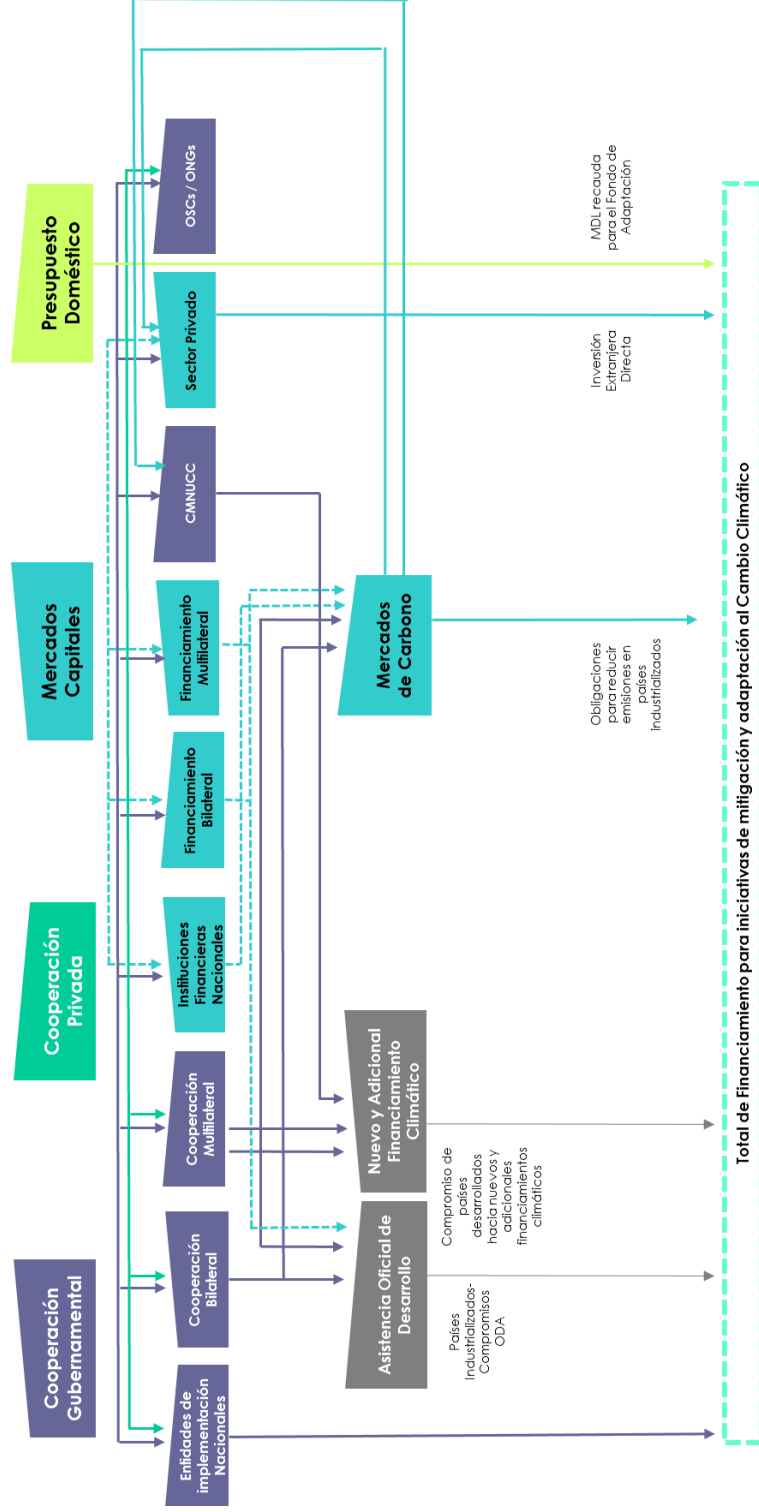 Cooperación
Gubernamental
Cooperación
Privada
Mercados
Capitales
Presupuesto
Doméstico
Entidades de
implementación
Nacionales
Cooperación
Bilateral
Cooperación
Multilateral
Instituciones
Financieras
Nacionales
Financiamiento
Bilateral
Financiamiento
Multilateral
CMNUCC
Sector Privado
OSCs / ONGs
Asistencia Oficial de
Desarrollo
Nuevo y Adicional
Financiamiento
Climático
Mercados
de Carbono
Países
Industrializados-
Compromisos
ODA
Compromiso de
países
desarrollados
hacia nuevos y
adicionales
financiamientos
climáticos
Obligaciones
para reducir
emisiones en
países
industrializados
Inversión
Extranjera
Directa
MDL recauda
para el Fondo de
Adaptación
Total de Financiamiento para iniciativas de mitigación y adaptación al Cambio Climático